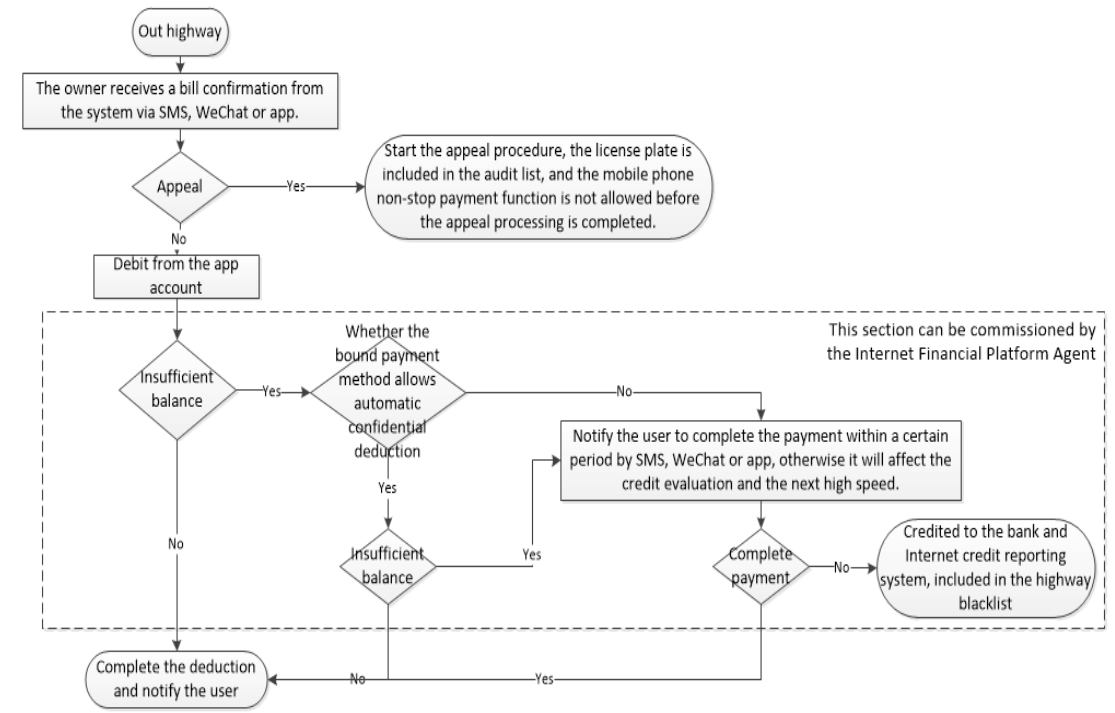 Out highway
The owner receives a bill confirmation from
the system via SMS, WeChat or app.
Appeal
Yes
Start the appeal procedure, the license plate is
included in the audit list, and the mobile phone
non-stop payment function is not allowed before
the appeal processing is completed.
No
Debit from the app
account
This section can be commissioned by
the Internet Financial Platform Agent
Insufficient
balance
Yes
Whether the
bound payment
method allows
automatic
confidential
deduction
No
Notify the user to complete the payment within a certain
period by SMS, WeChat or app, otherwise it will affect the
credit evaluation and the next high speed.
Yes
No
Insufficient
balance
Yes
Complete
payment
No
Credited to the bank and
Internet credit reporting
system, included in the highway
blacklist
Complete the deduction
and notify the user
No
Yes